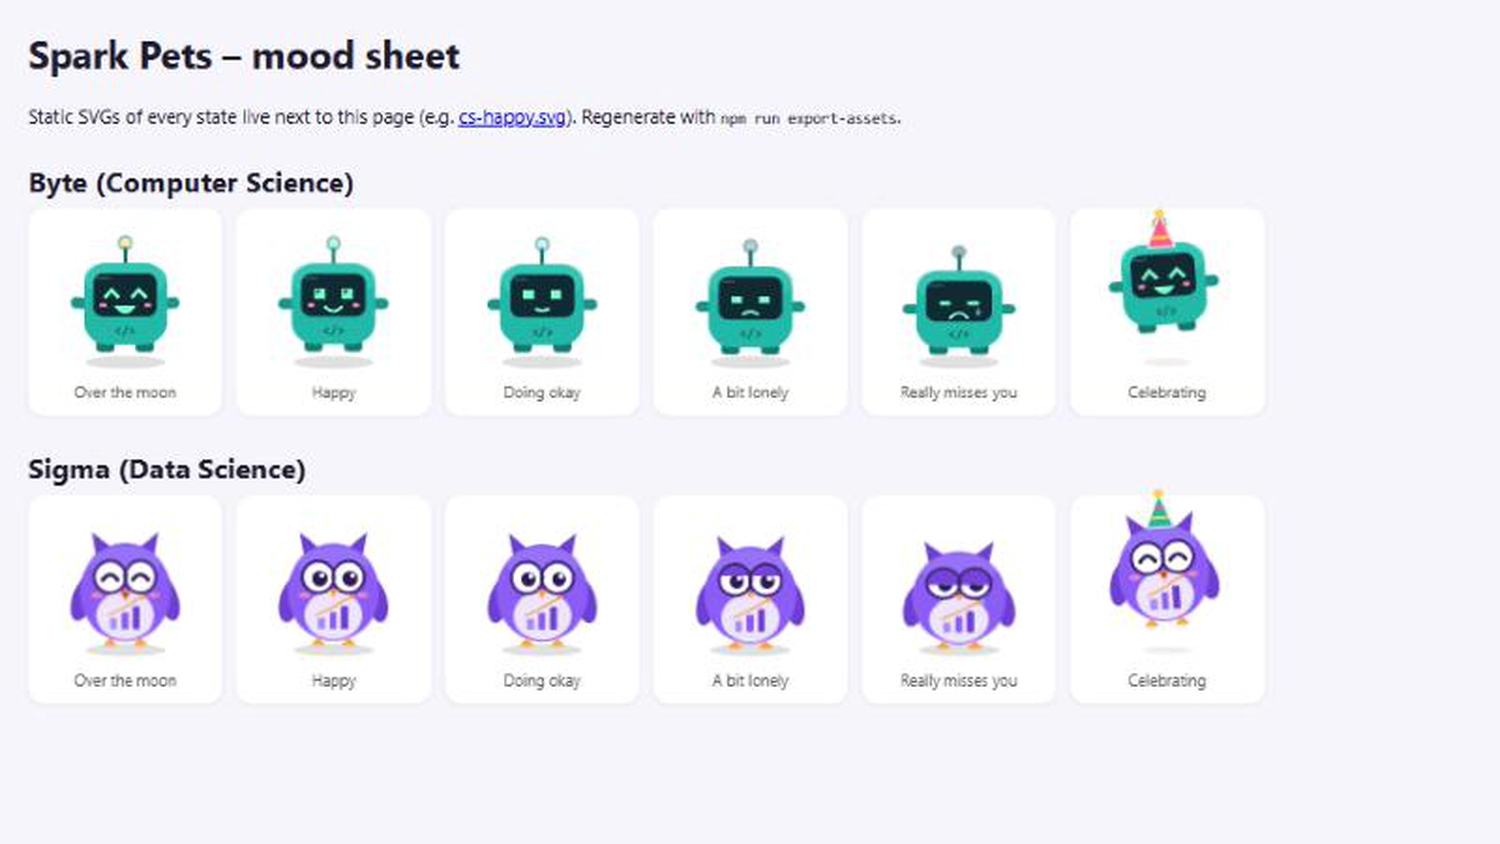 Spark Pets – mood sheet
Static SVGs of every state live next to this page (e.g. cs-happy.svg). Regenerate with npm run export-assets.
Byte (Computer Science)
</> </> </> </> </> </>
Over the moon Happy Doing okay A bit lonely Really misses you Celebrating
Sigma (Data Science)
Over the moon Happy Doing okay A bit lonely Really misses you Celebrating